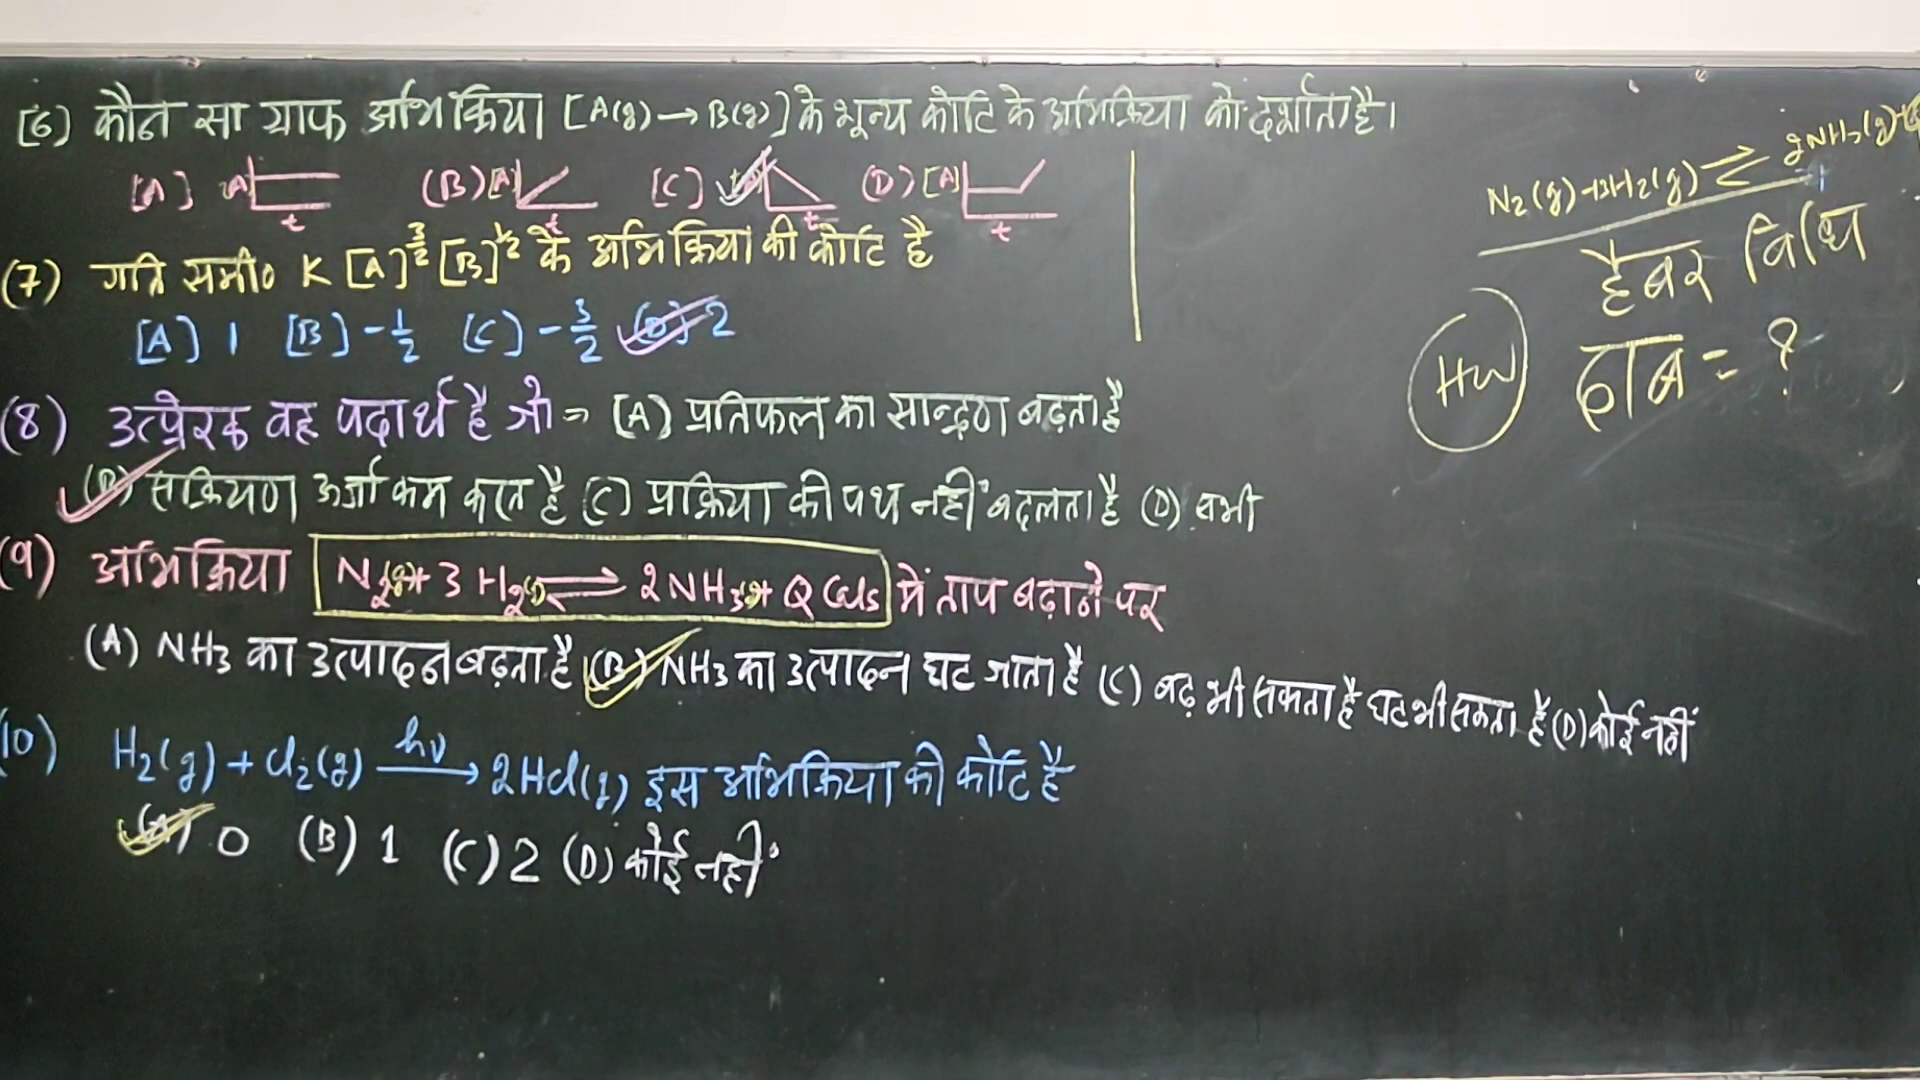 [6] कौन सा ग्राफ अभिक्रिया [A(g) → B(g)] के शून्य कोटि के अभिक्रिया को दर्शाता है।
[A] [A] t (B) [A] t [C] t (D) [A] t
(7) गति समी० K [A]^3/2 [B]^1/2 के अभिक्रिया की कोटि है
[A] 1 [B] -1/2 [C] -3/2 [D] 2
(8) उत्प्रेरक वह पदार्थ है जो = [A] प्रतिफल का सान्द्रण बढ़ता है
(B) सक्रियण ऊर्जा कम करता है (C) प्रक्रिया की पथ नहीं बदलता है (D) सभी
(9) अभिक्रिया N2(g) + 3 H2(g) ⇌ 2 NH3(g) + Q Cals में ताप बढ़ाने पर
(A) NH3 का उत्पादन बढ़ता है (B) NH3 का उत्पादन घट जाता है (C) बढ़ भी सकता है घट भी सकता है (D) कोई नहीं
(10) H2(g) + Cl2(g) hν → 2HCl(g) इस अभिक्रिया की कोटि है
(A) 0 (B) 1 (C) 2 (D) कोई नहीं
N2(g) + 3H2(g) ⇌ 2NH3(g) +
हैबर विधि
HW दाब = ?